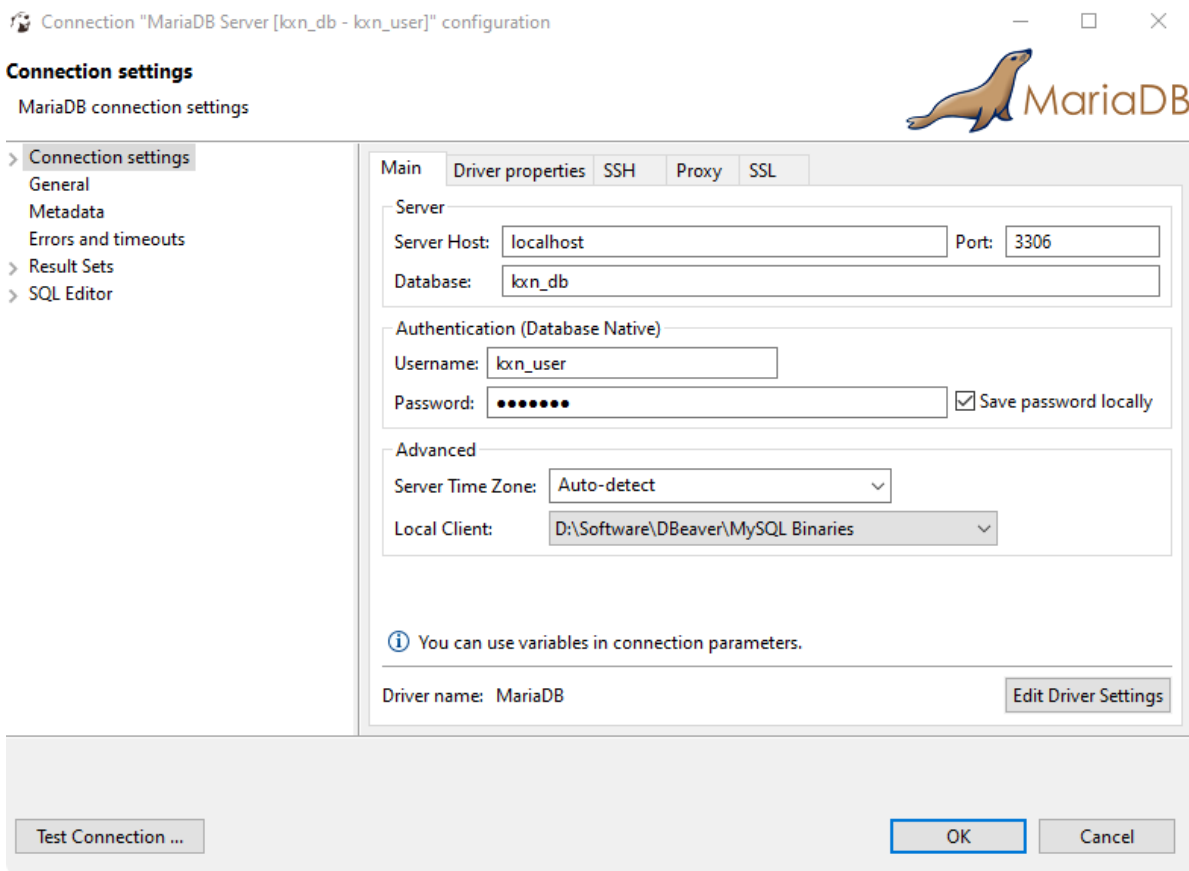 Connection "MariaDB Server [kxn_db - kxn_user]" configuration
Connection settings
MariaDB connection settings
MariaDB
Connection settings
General
Metadata
Errors and timeouts
Result Sets
SQL Editor
Main Driver properties SSH Proxy SSL
Server
Server Host: localhost Port: 3306
Database: kxn_db
Authentication (Database Native)
Username: kxn_user
Password: ●●●●●●● Save password locally
Advanced
Server Time Zone: Auto-detect
Local Client: D:\Software\DBeaver\MySQL Binaries
You can use variables in connection parameters.
Driver name: MariaDB Edit Driver Settings
Test Connection ... OK Cancel